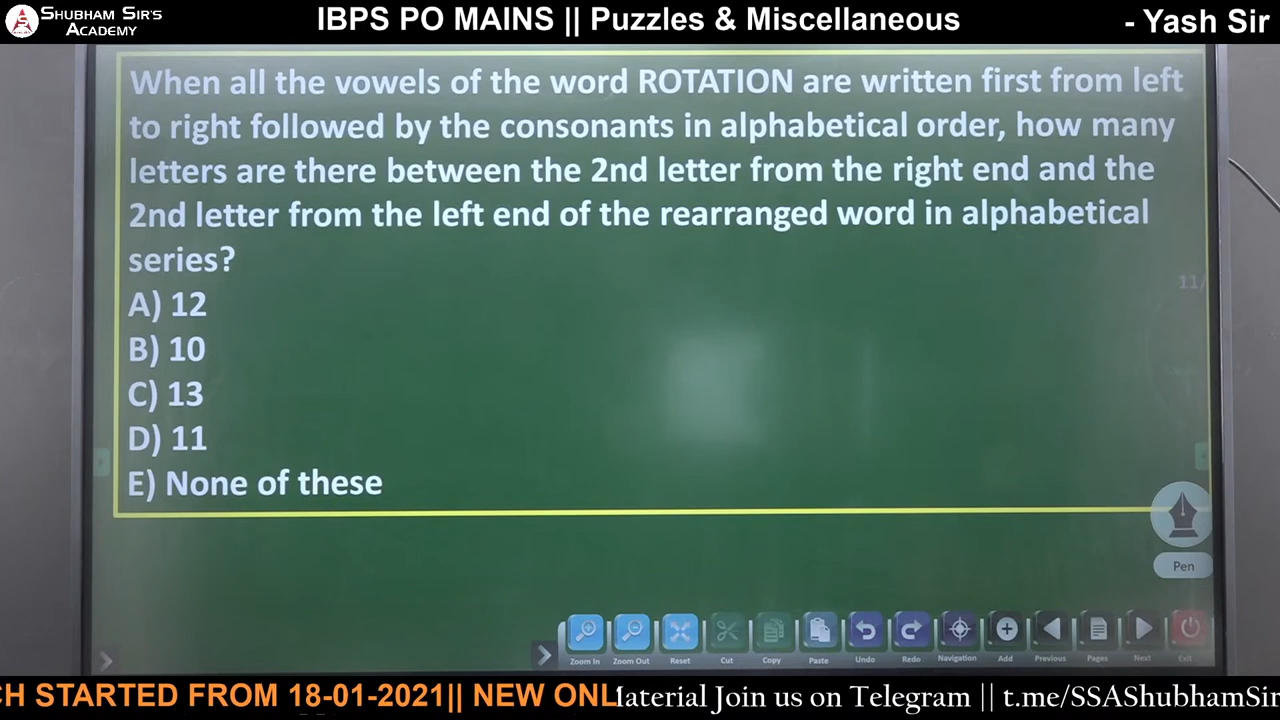 SHUBHAM SIR'S
ACADEMY
IBPS PO MAINS || Puzzles & Miscellaneous
- Yash Sir
When all the vowels of the word ROTATION are written first from left
to right followed by the consonants in alphabetical order, how many
letters are there between the 2nd letter from the right end and the
2nd letter from the left end of the rearranged word in alphabetical
series?
A) 12
B) 10
C) 13
D) 11
E) None of these
11/
Pen
Zoom In Zoom Out Reset Cut Copy Paste Undo Redo Navigation Add Previous Pages Next Exit
CH STARTED FROM 18-01-2021|| NEW ONL
Material Join us on Telegram || t.me/SSAShubhamSir